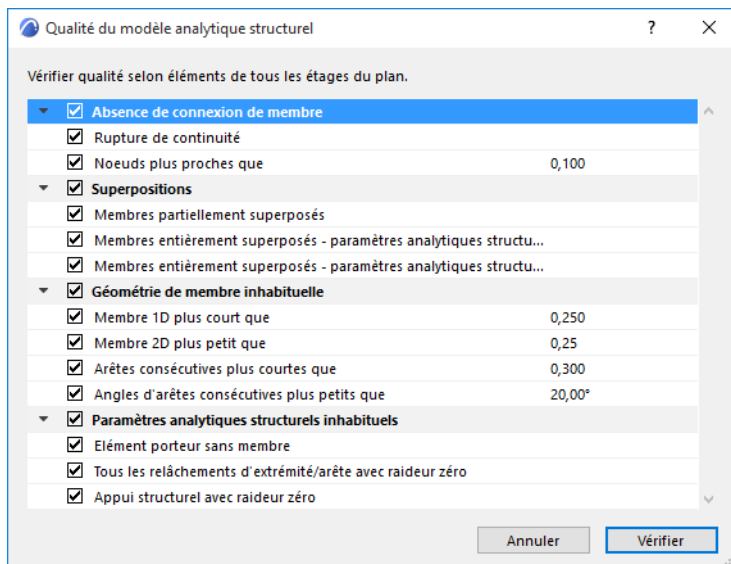 Qualité du modèle analytique structurel
Vérifier qualité selon éléments de tous les étages du plan.
Absence de connexion de membre
Rupture de continuité
Noeuds plus proches que 0,100
Superpositions
Membres partiellement superposés
Membres entièrement superposés - paramètres analytiques structu...
Membres entièrement superposés - paramètres analytiques structu...
Géométrie de membre inhabituelle
Membre 1D plus court que 0,250
Membre 2D plus petit que 0,25
Arêtes consécutives plus courtes que 0,300
Angles d'arêtes consécutives plus petits que 20,00°
Paramètres analytiques structurels inhabituels
Elément porteur sans membre
Tous les relâchements d'extrémité/arête avec raideur zéro
Appui structurel avec raideur zéro
Annuler Vérifier